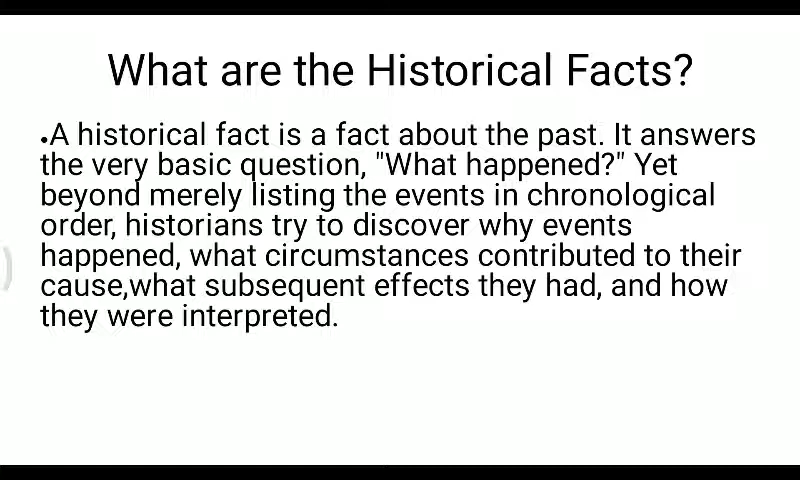 What are the Historical Facts?
•A historical fact is a fact about the past. It answers
the very basic question, "What happened?" Yet
beyond merely listing the events in chronological
order, historians try to discover why events
happened, what circumstances contributed to their
cause,what subsequent effects they had, and how
they were interpreted.